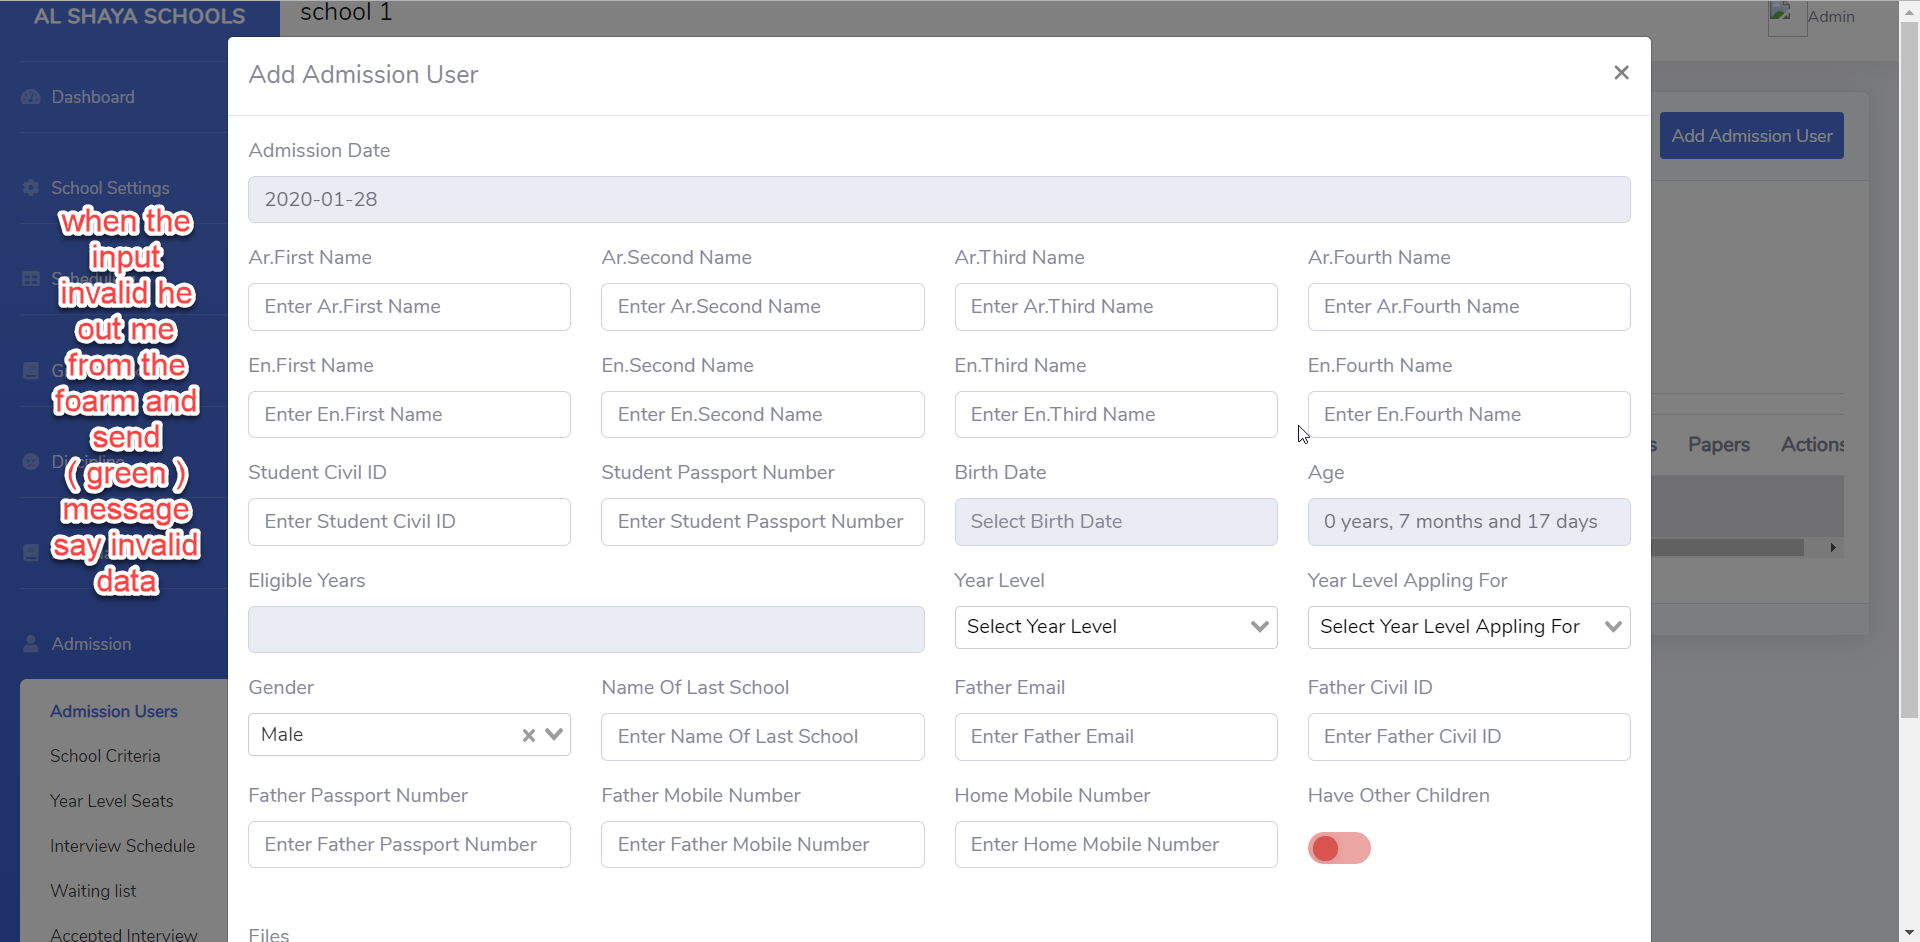 AL SHAYA SCHOOLS
school 1
Admin
Add Admission User
Dashboard
Add Admission User
Admission Date
School Settings
2020-01-28
when the
input
invalid he
out me
from the
foarm and
send
( green )
message
say invalid
data
Ar.First Name
Ar.Second Name
Ar.Third Name
Ar.Fourth Name
Enter Ar.First Name
Enter Ar.Second Name
Enter Ar.Third Name
Enter Ar.Fourth Name
En.First Name
En.Second Name
En.Third Name
En.Fourth Name
Enter En.First Name
Enter En.Second Name
Enter En.Third Name
Enter En.Fourth Name
Papers
Actions
Student Civil ID
Student Passport Number
Birth Date
Age
Enter Student Civil ID
Enter Student Passport Number
Select Birth Date
0 years, 7 months and 17 days
Eligible Years
Year Level
Year Level Appling For
Select Year Level
Select Year Level Appling For
Admission
Gender
Name Of Last School
Father Email
Father Civil ID
Admission Users
Male
Enter Name Of Last School
Enter Father Email
Enter Father Civil ID
School Criteria
Year Level Seats
Father Passport Number
Father Mobile Number
Home Mobile Number
Have Other Children
Interview Schedule
Enter Father Passport Number
Enter Father Mobile Number
Enter Home Mobile Number
Waiting list
Accepted Interview
Files